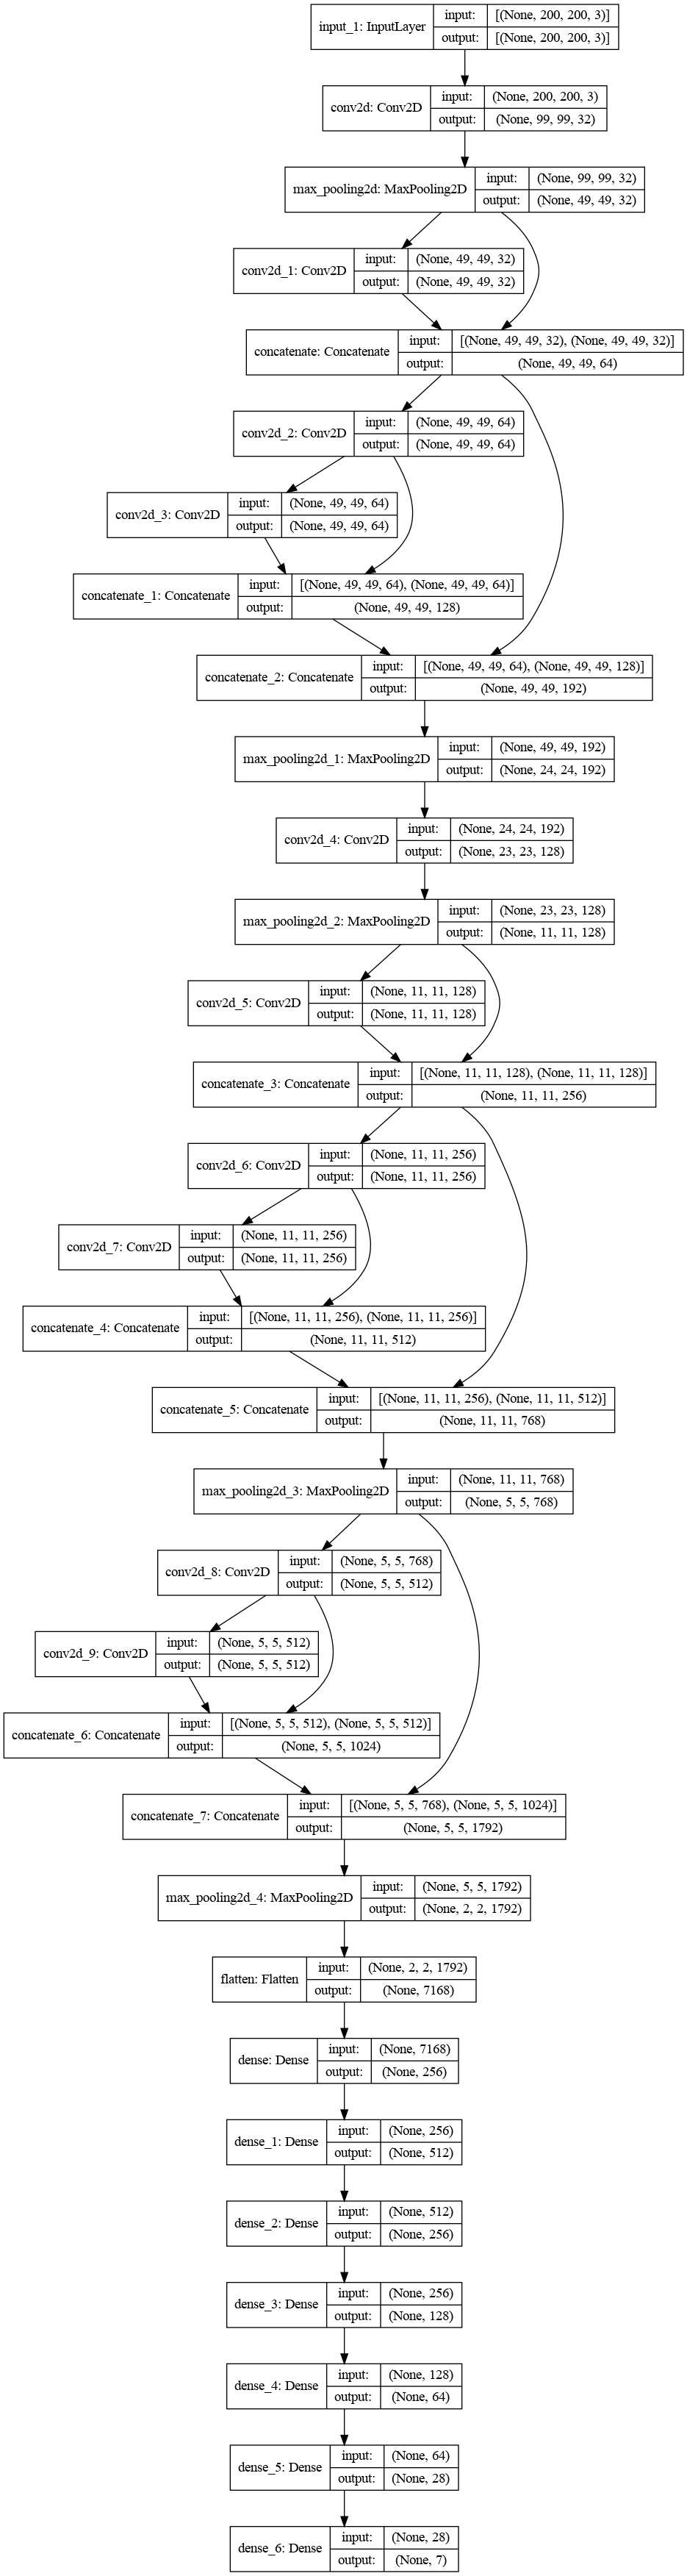 input_1: InputLayer
input: [(None, 200, 200, 3)]
output: [(None, 200, 200, 3)]
conv2d: Conv2D
input: (None, 200, 200, 3)
output: (None, 99, 99, 32)
max_pooling2d: MaxPooling2D
input: (None, 99, 99, 32)
output: (None, 49, 49, 32)
conv2d_1: Conv2D
input: (None, 49, 49, 32)
output: (None, 49, 49, 32)
concatenate: Concatenate
input: [(None, 49, 49, 32), (None, 49, 49, 32)]
output: (None, 49, 49, 64)
conv2d_2: Conv2D
input: (None, 49, 49, 64)
output: (None, 49, 49, 64)
conv2d_3: Conv2D
input: (None, 49, 49, 64)
output: (None, 49, 49, 64)
concatenate_1: Concatenate
input: [(None, 49, 49, 64), (None, 49, 49, 64)]
output: (None, 49, 49, 128)
concatenate_2: Concatenate
input: [(None, 49, 49, 64), (None, 49, 49, 128)]
output: (None, 49, 49, 192)
max_pooling2d_1: MaxPooling2D
input: (None, 49, 49, 192)
output: (None, 24, 24, 192)
conv2d_4: Conv2D
input: (None, 24, 24, 192)
output: (None, 23, 23, 128)
max_pooling2d_2: MaxPooling2D
input: (None, 23, 23, 128)
output: (None, 11, 11, 128)
conv2d_5: Conv2D
input: (None, 11, 11, 128)
output: (None, 11, 11, 128)
concatenate_3: Concatenate
input: [(None, 11, 11, 128), (None, 11, 11, 128)]
output: (None, 11, 11, 256)
conv2d_6: Conv2D
input: (None, 11, 11, 256)
output: (None, 11, 11, 256)
conv2d_7: Conv2D
input: (None, 11, 11, 256)
output: (None, 11, 11, 256)
concatenate_4: Concatenate
input: [(None, 11, 11, 256), (None, 11, 11, 256)]
output: (None, 11, 11, 512)
concatenate_5: Concatenate
input: [(None, 11, 11, 256), (None, 11, 11, 512)]
output: (None, 11, 11, 768)
max_pooling2d_3: MaxPooling2D
input: (None, 11, 11, 768)
output: (None, 5, 5, 768)
conv2d_8: Conv2D
input: (None, 5, 5, 768)
output: (None, 5, 5, 512)
conv2d_9: Conv2D
input: (None, 5, 5, 512)
output: (None, 5, 5, 512)
concatenate_6: Concatenate
input: [(None, 5, 5, 512), (None, 5, 5, 512)]
output: (None, 5, 5, 1024)
concatenate_7: Concatenate
input: [(None, 5, 5, 768), (None, 5, 5, 1024)]
output: (None, 5, 5, 1792)
max_pooling2d_4: MaxPooling2D
input: (None, 5, 5, 1792)
output: (None, 2, 2, 1792)
flatten: Flatten
input: (None, 2, 2, 1792)
output: (None, 7168)
dense: Dense
input: (None, 7168)
output: (None, 256)
dense_1: Dense
input: (None, 256)
output: (None, 512)
dense_2: Dense
input: (None, 512)
output: (None, 256)
dense_3: Dense
input: (None, 256)
output: (None, 128)
dense_4: Dense
input: (None, 128)
output: (None, 64)
dense_5: Dense
input: (None, 64)
output: (None, 28)
dense_6: Dense
input: (None, 28)
output: (None, 7)